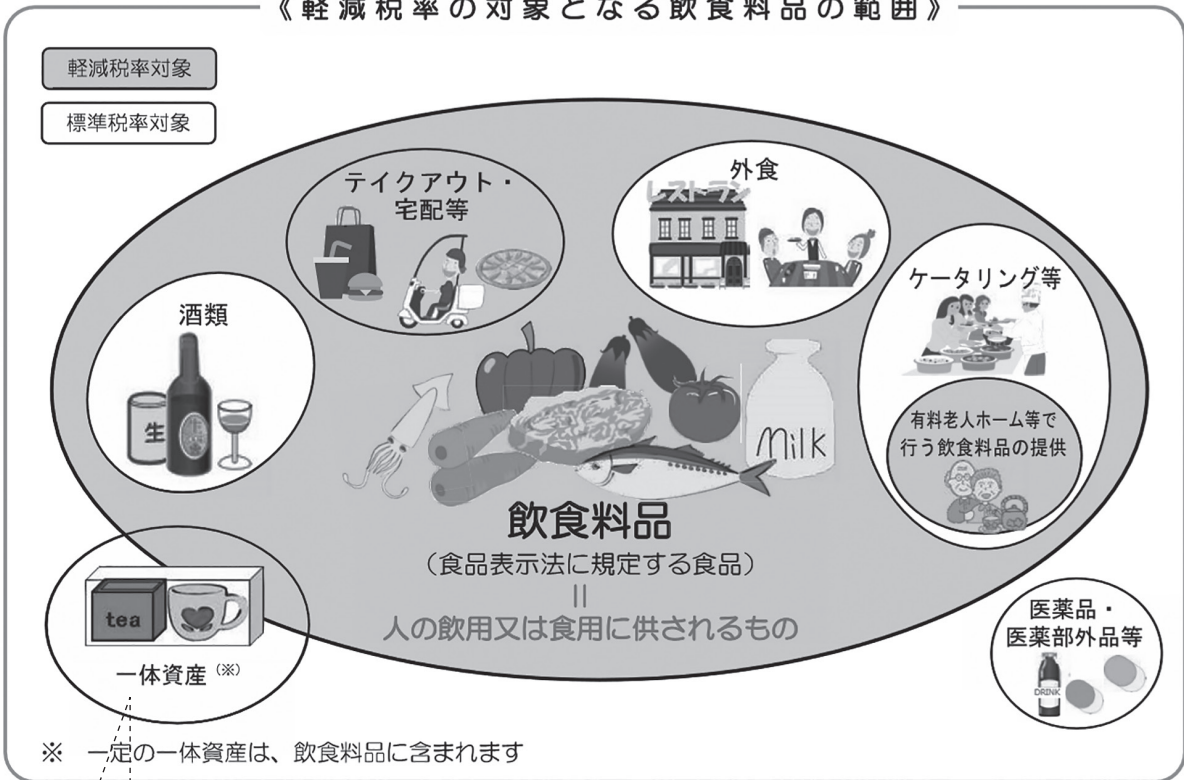 《軽減税率の対象となる飲食料品の範囲》
軽減税率対象
標準税率対象
テイクアウト・
宅配等
外食
レストラン
ケータリング等
酒類
生
有料老人ホーム等で
行う飲食料品の提供
Milk
飲食料品
（食品表示法に規定する食品）
||
人の飲用又は食用に供されるもの
tea
一体資産（※）
医薬品・
医薬部外品等
DRINK
※　一定の一体資産は、飲食料品に含まれます